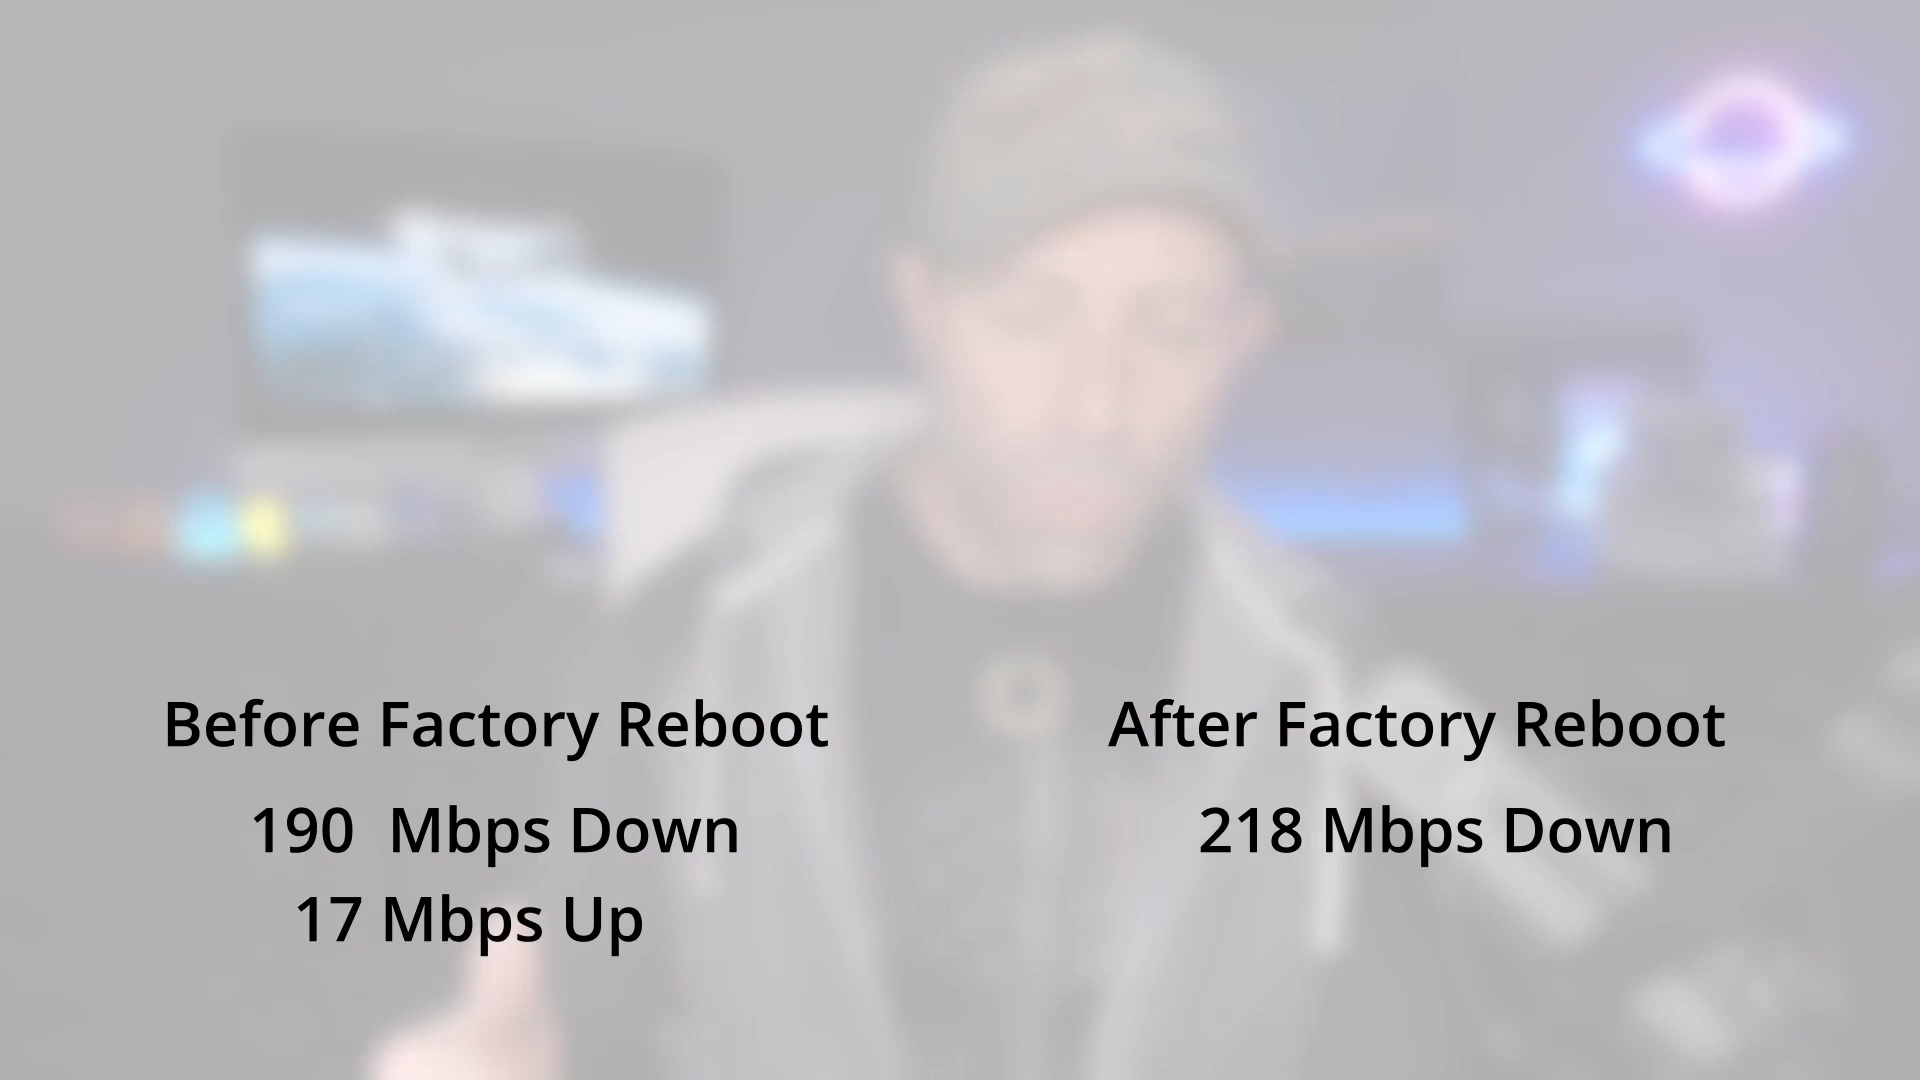 Before Factory Reboot
190  Mbps Down
17 Mbps Up
After Factory Reboot
218 Mbps Down